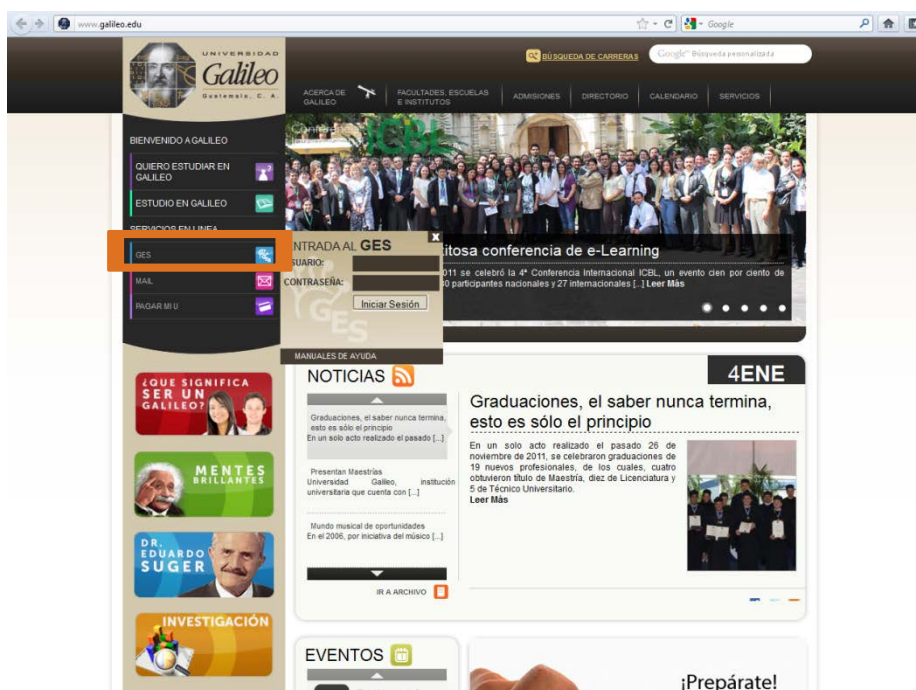 www.galileo.edu
Google
UNIVERSIDAD
Galileo
Guatemala, C. A.
BÚSQUEDA DE CARRERAS
Google™ Búsqueda personalizada
ACERCA DE
GALILEO
FACULTADES, ESCUELAS
E INSTITUTOS
ADMISIONES
DIRECTORIO
CALENDARIO
SERVICIOS
BIENVENIDO A GALILEO
QUIERO ESTUDIAR EN
GALILEO
ESTUDIO EN GALILEO
SERVICIOS EN LINEA
GES
MAIL
PAGAR MI U
Conferencia
ICBL
NTRADA AL GES
X
SUARIO:
CONTRASEÑA:
Iniciar Sesión
GES
MANUALES DE AYUDA
itosa conferencia de e-Learning
011 se celebró la 4ª Conferencia Internacional ICBL, un evento cien por ciento de
30 participantes nacionales y 27 internacionales [...] Leer Más
¿QUE SIGNIFICA
SER UN
GALILEO?
MENTES
BRILLANTES
DR.
EDUARDO
SUGER
INVESTIGACIÓN
NOTICIAS
Graduaciones, el saber nunca termina,
esto es sólo el principio
En un solo acto realizado el pasado [...]
Presentan Maestrías
Universidad Galileo, institución
universitaria que cuenta con [...]
Mundo musical de oportunidades
En el 2006, por iniciativa del músico [...]
IR A ARCHIVO
4ENE
Graduaciones, el saber nunca termina,
esto es sólo el principio
En un solo acto realizado el pasado 26 de
noviembre de 2011, se celebraron graduaciones de
19 nuevos profesionales, de los cuales, cuatro
obtuvieron título de Maestría, diez de Licenciatura y
5 de Técnico Universitario.
Leer Más
EVENTOS
¡Prepárate!